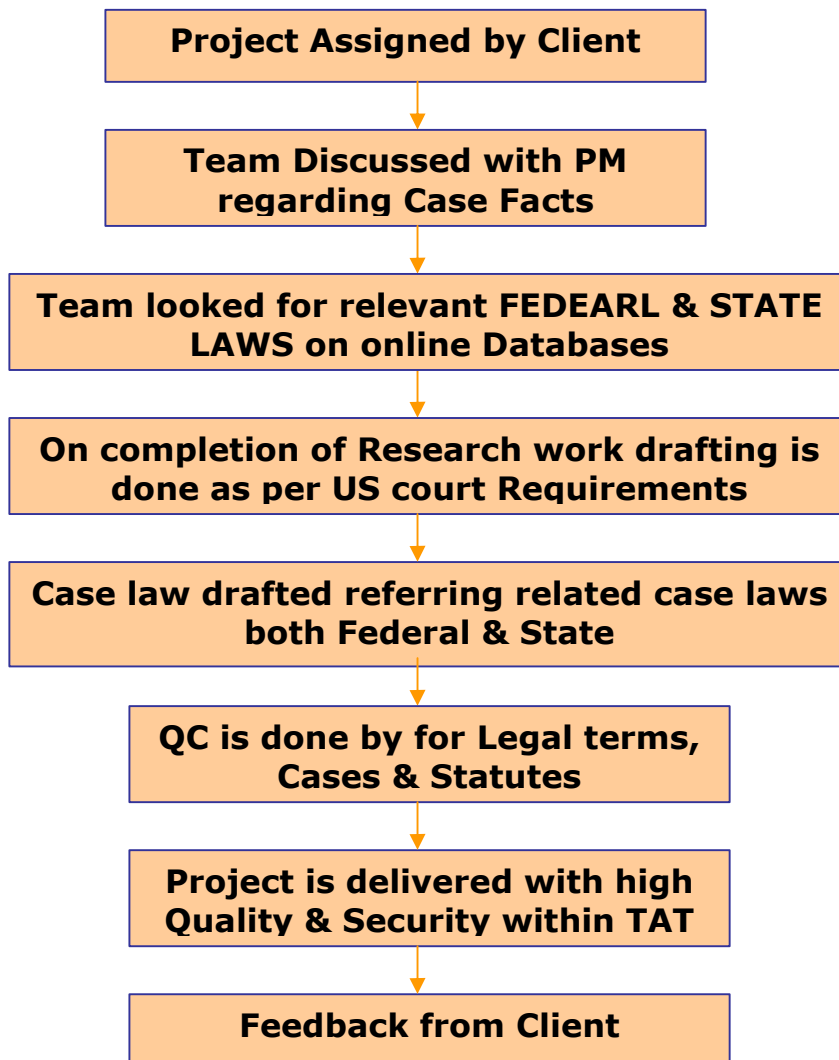 Project Assigned by Client
Team Discussed with PM
regarding Case Facts
Team looked for relevant FEDEARL & STATE
LAWS on online Databases
On completion of Research work drafting is
done as per US court Requirements
Case law drafted referring related case laws
both Federal & State
QC is done by for Legal terms,
Cases & Statutes
Project is delivered with high
Quality & Security within TAT
Feedback from Client